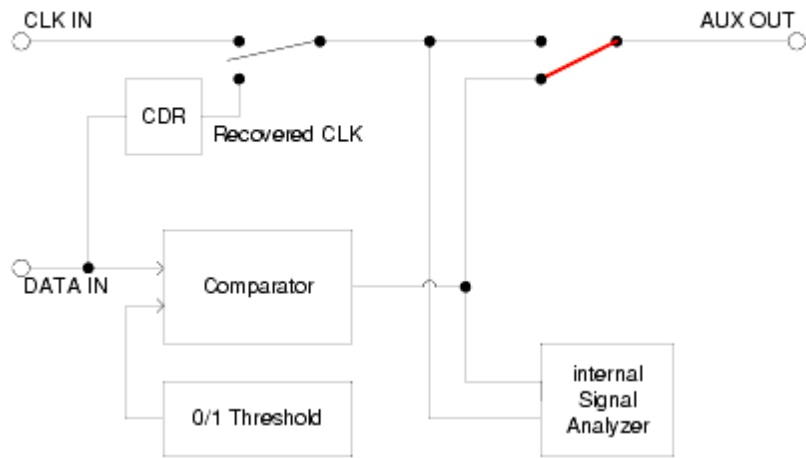 CLK IN
AUX OUT
CDR
Recovered CLK
DATA IN
Comparator
0/1 Threshold
internal
Signal
Analyzer